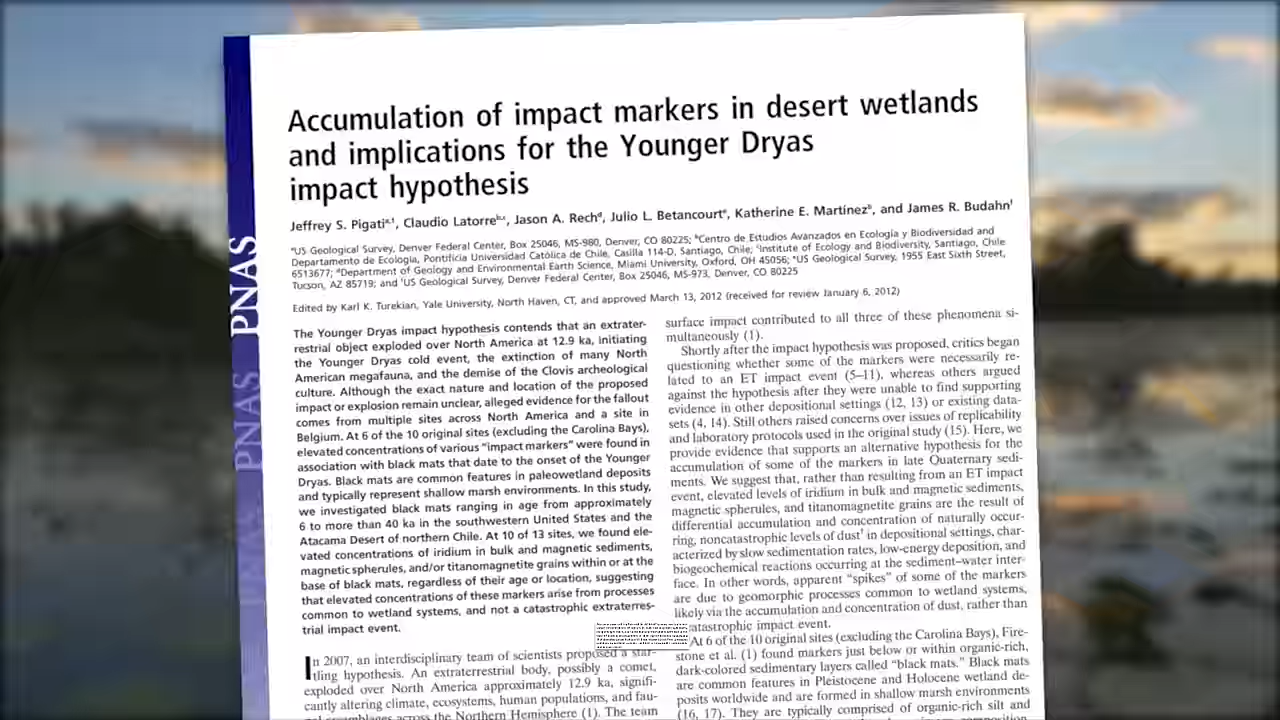 PNAS
PNAS
Accumulation of impact markers in desert wetlands
and implications for the Younger Dryas
impact hypothesis
Jeffrey S. Pigati, Claudio Latorre, Jason A. Rech, Julio L. Betancourt, Katherine E. Martínez, and James R. Budahn
US Geological Survey, Denver Federal Center, Box 25046, MS-980, Denver, CO 80225; Centro de Estudios Avanzados en Ecología y Biodiversidad and
Departamento de Ecología, Pontificia Universidad Católica de Chile, Casilla 114-D, Santiago, Chile; Institute of Ecology and Biodiversity, Santiago, Chile
6513677; Department of Geology and Environmental Earth Science, Miami University, Oxford, OH 45056; US Geological Survey, 1955 East Sixth Street,
Tucson, AZ 85719; and US Geological Survey, Denver Federal Center, Box 25046, MS-973, Denver, CO 80225
Edited by Karl K. Turekian, Yale University, North Haven, CT, and approved March 13, 2012 (received for review January 6, 2012)
The Younger Dryas impact hypothesis contends that an extrater-
restrial object exploded over North America at 12.9 ka, initiating
the Younger Dryas cold event, the extinction of many North
American megafauna, and the demise of the Clovis archeological
culture. Although the exact nature and location of the proposed
impact or explosion remain unclear, alleged evidence for the fallout
comes from multiple sites across North America and a site in
Belgium. At 6 of the 10 original sites (excluding the Carolina Bays),
elevated concentrations of various “impact markers” were found in
association with black mats that date to the onset of the Younger
Dryas. Black mats are common features in paleowetland deposits
and typically represent shallow marsh environments. In this study,
we investigated black mats ranging in age from approximately
6 to more than 40 ka in the southwestern United States and the
Atacama Desert of northern Chile. At 10 of 13 sites, we found ele-
vated concentrations of iridium in bulk and magnetic sediments,
magnetic spherules, and/or titanomagnetite grains within or at the
base of black mats, regardless of their age or location, suggesting
that elevated concentrations of these markers arise from processes
common to wetland systems, and not a catastrophic extraterres-
trial impact event.
In 2007, an interdisciplinary team of scientists proposed a star-
tling hypothesis. An extraterrestrial body, possibly a comet,
exploded over North America approximately 12.9 ka, signifi-
cantly altering climate, ecosystems, human populations, and fau-
across the Northern Hemisphere (1). The team
surface impact contributed to all three of these phenomena si-
multaneously (1).
Shortly after the impact hypothesis was proposed, critics began
questioning whether some of the markers were necessarily re-
lated to an ET impact event (5–11), whereas others argued
against the hypothesis after they were unable to find supporting
evidence in other depositional settings (12, 13) or existing data-
sets (4, 14). Still others raised concerns over issues of replicability
and laboratory protocols used in the original study (15). Here, we
provide evidence that supports an alternative hypothesis for the
accumulation of some of the markers in late Quaternary sedi-
ments. We suggest that, rather than resulting from an ET impact
event, elevated levels of iridium in bulk and magnetic sediments,
magnetic spherules, and titanomagnetite grains are the result of
differential accumulation and concentration of naturally occur-
ring, noncatastrophic levels of dust in depositional settings, char-
acterized by slow sedimentation rates, low-energy deposition, and
biogeochemical reactions occurring at the sediment–water inter-
face. In other words, apparent “spikes” of some of the markers
are due to geomorphic processes common to wetland systems,
likely via the accumulation and concentration of dust, rather than
catastrophic impact event.
At 6 of the 10 original sites (excluding the Carolina Bays), Fire-
stone et al. (1) found markers just below or within organic-rich,
dark-colored sedimentary layers called “black mats.” Black mats
are common features in Pleistocene and Holocene wetland de-
posits worldwide and are formed in shallow marsh environments
(16, 17). They are typically comprised of organic-rich silt and